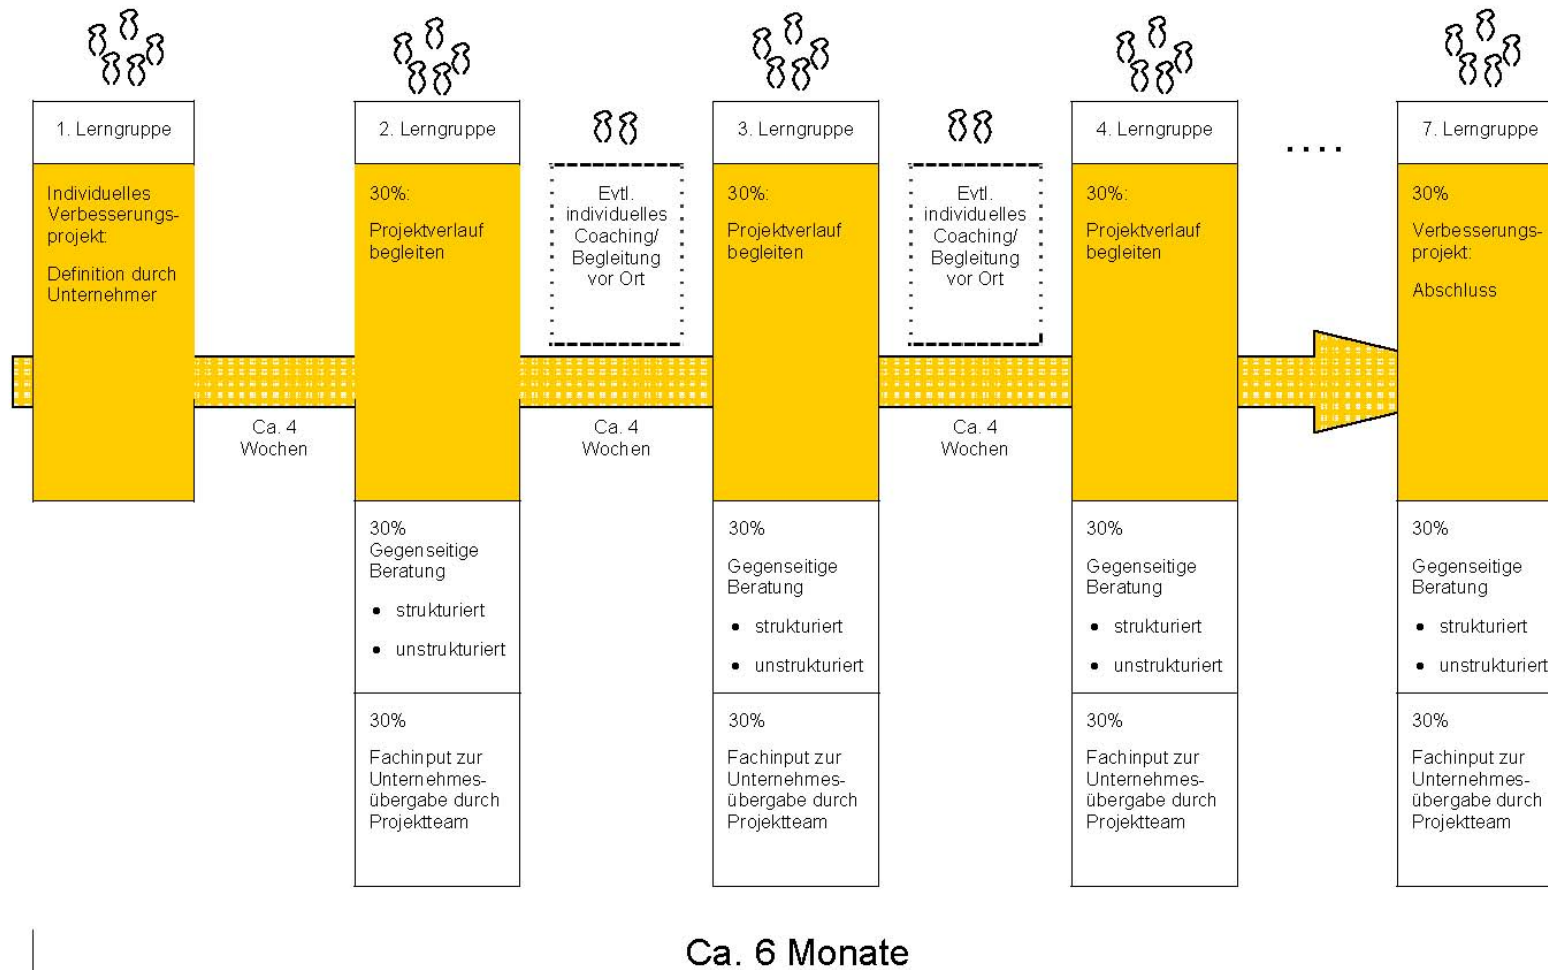 1. Lerngruppe
Individuelles
Verbesserungs-
projekt:
Definition durch
Unternehmer
Ca. 4
Wochen
2. Lerngruppe
30%:
Projektverlauf
begleiten
30%
Gegenseitige
Beratung
• strukturiert
• unstrukturiert
30%
Fachinput zur
Unternehmes-
übergabe durch
Projektteam
Evtl.
individuelles
Coaching/
Begleitung
vor Ort
Ca. 4
Wochen
3. Lerngruppe
30%:
Projektverlauf
begleiten
30%
Gegenseitige
Beratung
• strukturiert
• unstrukturiert
30%
Fachinput zur
Unternehmes-
übergabe durch
Projektteam
Evtl.
individuelles
Coaching/
Begleitung
vor Ort
Ca. 4
Wochen
4. Lerngruppe
30%:
Projektverlauf
begleiten
30%
Gegenseitige
Beratung
• strukturiert
• unstrukturiert
30%
Fachinput zur
Unternehmes-
übergabe durch
Projektteam
. . . .
7. Lerngruppe
30%
Verbesserungs-
projekt:
Abschluss
30%
Gegenseitige
Beratung
• strukturiert
• unstrukturiert
30%
Fachinput zur
Unternehmes-
übergabe durch
Projektteam
Ca. 6 Monate